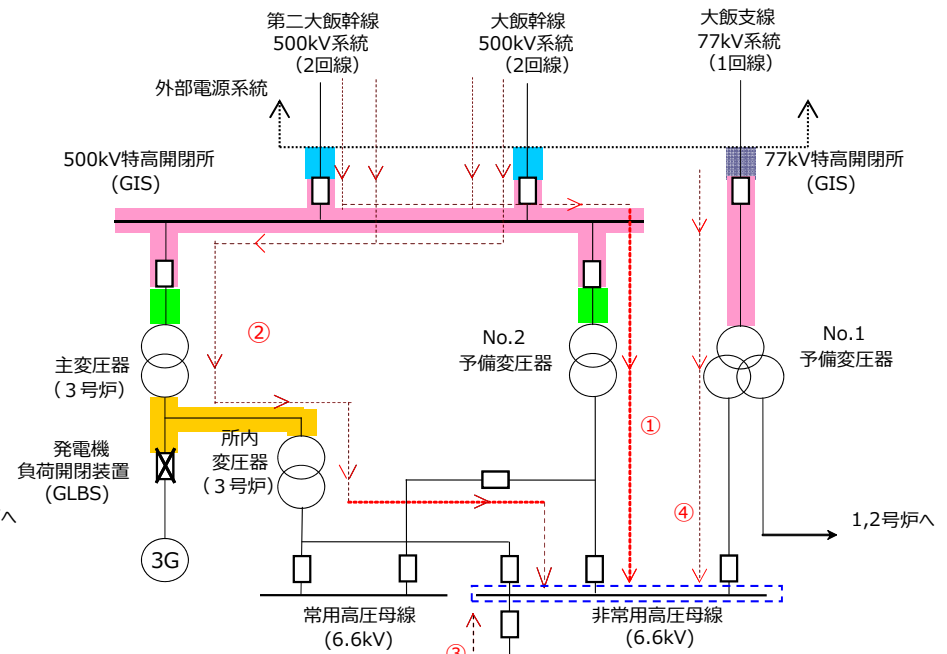 第二大飯幹線
500kV系統
(2回線)
大飯幹線
500kV系統
(2回線)
大飯支線
77kV系統
(1回線)
外部電源系統
500kV特高開閉所
(GIS)
77kV特高開閉所
(GIS)
②
主変圧器
(３号炉)
No.2
予備変圧器
No.1
予備変圧器
①
発電機
負荷開閉装置
(GLBS)
所内
変圧器
(３号炉)
へ
④
1,2号炉へ
3G
常用高圧母線
(6.6kV)
非常用高圧母線
(6.6kV)
③